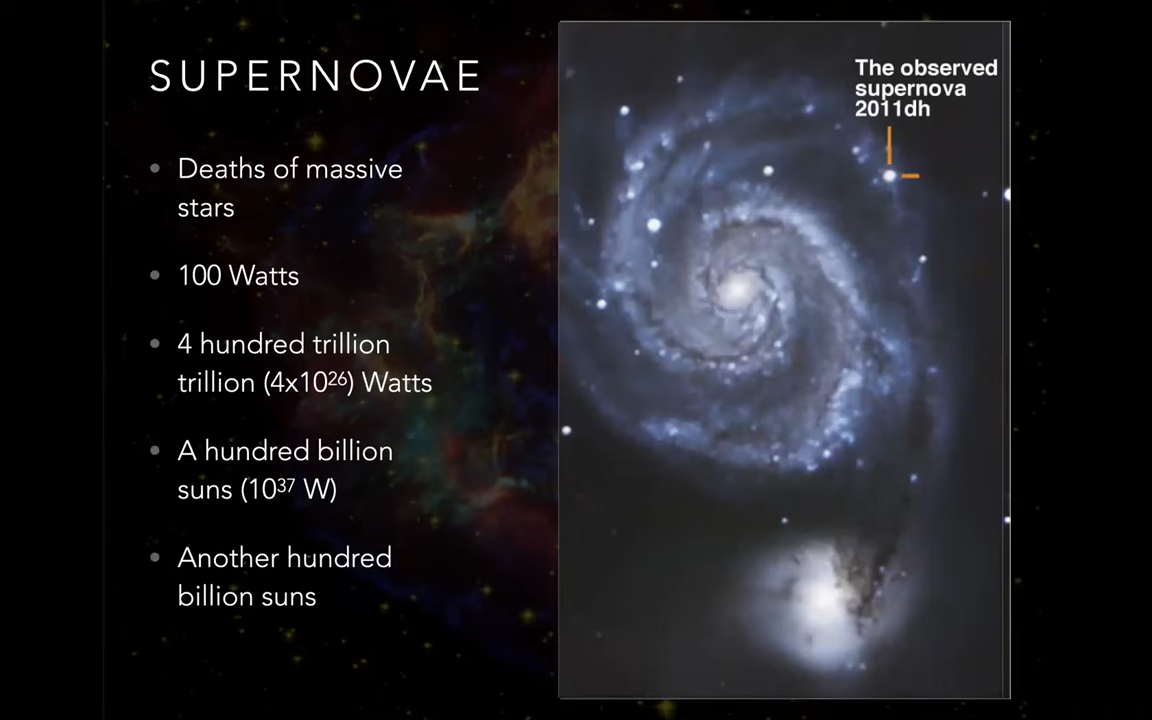 SUPERNOVAE
• Deaths of massive
stars
• 100 Watts
• 4 hundred trillion
trillion (4x10²⁶) Watts
• A hundred billion
suns (10³⁷ W)
• Another hundred
billion suns
The observed
supernova
2011dh